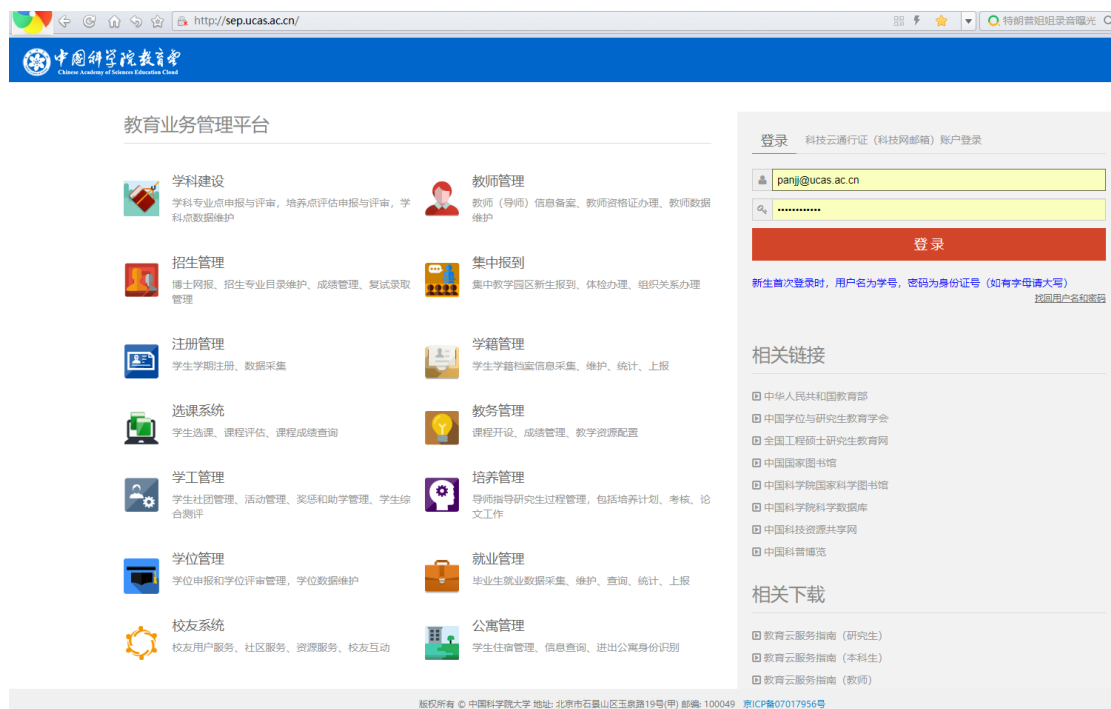 http://sep.ucas.ac.cn/
特朗普姐姐录音曝光
中国科学院教育云
Chinese Academy of Sciences Education Cloud
教育业务管理平台
学科建设
学科专业点申报与评审，培养点评估申报与评审，学
科点数据维护
教师管理
教师（导师）信息备案、教师资格证办理、教师数据
维护
招生管理
博士网报、招生专业目录维护、成绩管理、复试录取
管理
集中报到
集中教学园区新生报到、体检办理、组织关系办理
注册管理
学生学期注册、数据采集
学籍管理
学生学籍档案信息采集、维护、统计、上报
选课系统
学生选课、课程评估、课程成绩查询
教务管理
课程开设、成绩管理、教学资源配置
学工管理
学生社团管理、活动管理、奖惩和助学管理、学生综
合测评
培养管理
导师指导研究生过程管理，包括培养计划、考核、论
文工作
学位管理
学位申报和学位评审管理，学位数据维护
就业管理
毕业生就业数据采集、维护、查询、统计、上报
校友系统
校友用户服务、社区服务、资源服务、校友互动
公寓管理
学生住宿管理、信息查询、进出公寓身份识别
登录 科技云通行证（科技网邮箱）账户登录
panjj@ucas.ac.cn
••••••••••••
登 录
新生首次登录时，用户名为学号，密码为身份证号（如有字母请大写）
找回用户名和密码
相关链接
中华人民共和国教育部
中国学位与研究生教育学会
全国工程硕士研究生教育网
中国国家图书馆
中国科学院国家科学图书馆
中国科学院科学数据库
中国科技资源共享网
中国科普博览
相关下载
教育云服务指南（研究生）
教育云服务指南（本科生）
教育云服务指南（教师）
版权所有 © 中国科学院大学 地址: 北京市石景山区玉泉路19号(甲) 邮编: 100049 京ICP备07017956号